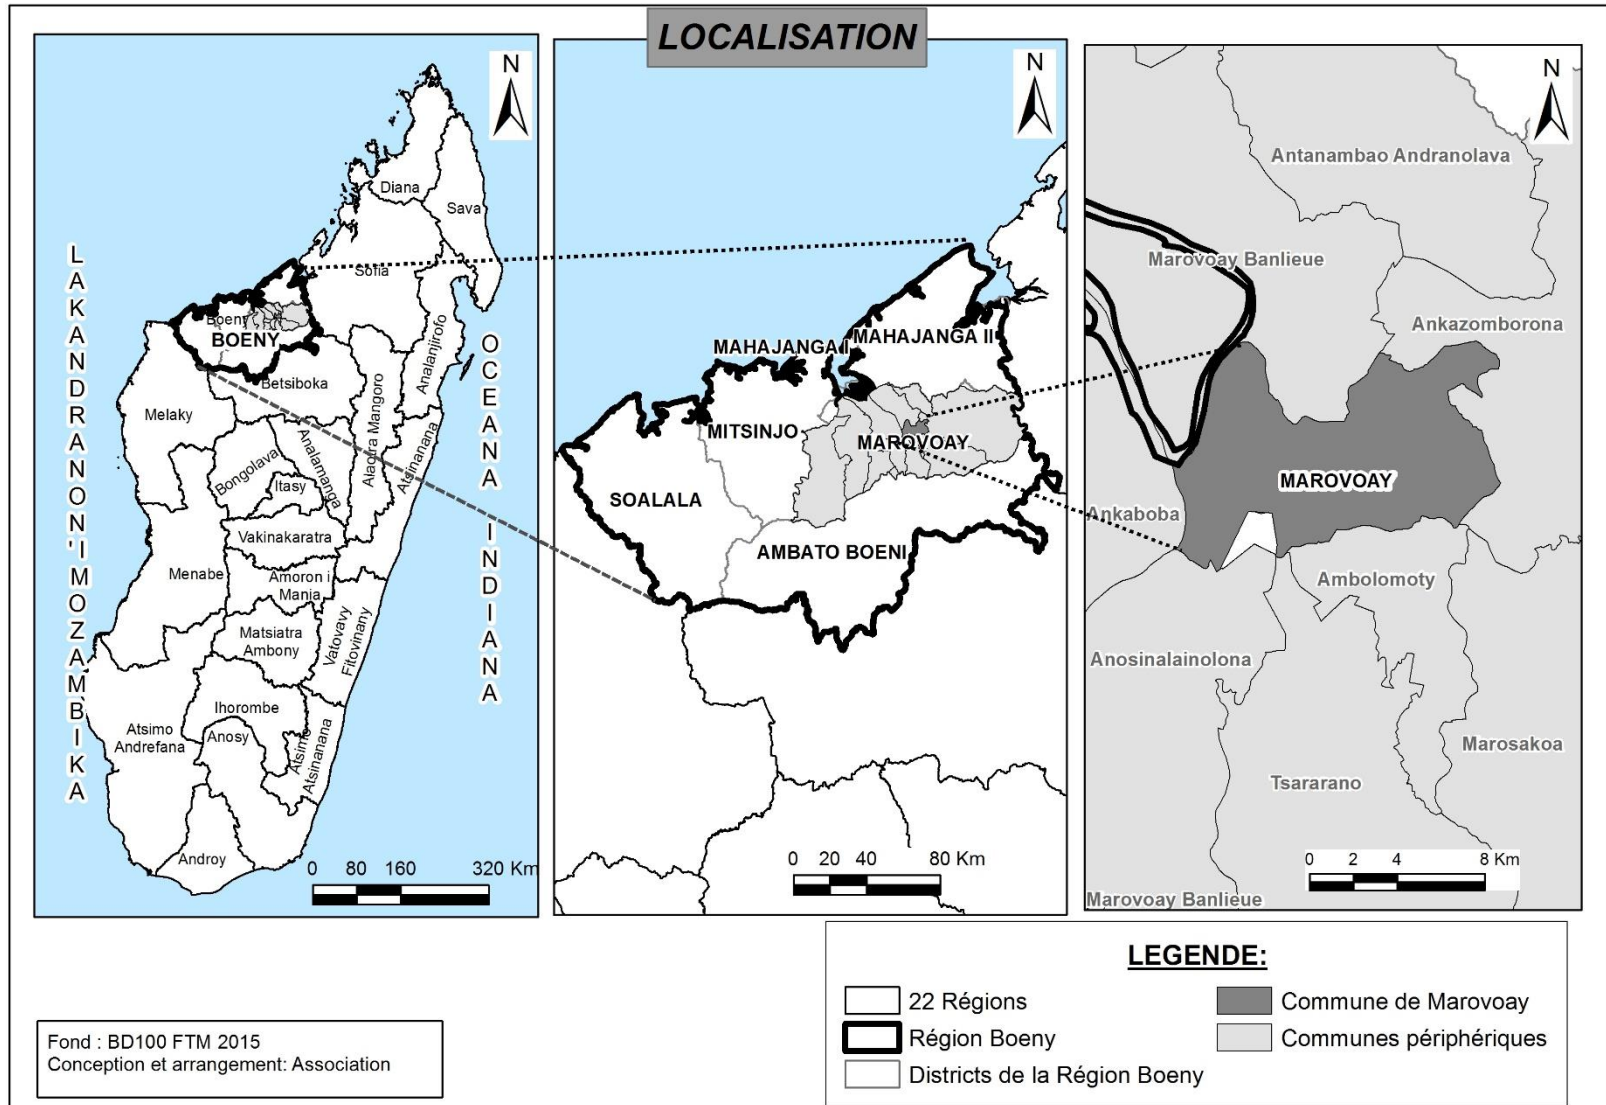 LOCALISATION
N
Diana
Sava
Sofia
Boeny
BOENY
Analanjirofo
Betsiboka
Melaky
Alaotra Mangoro
Bongolava
Analamanga
Itasy
Atsinanana
Vakinakaratra
Menabe
Amoron i
Mania
Matsiatra
Ambony
Vatovavy
Fitovinany
Ihorombe
Atsimo
Andrefana
Anosy
Atsimo
Atsinanana
Androy
LAKANDRANON'I MOZAMBIKA
OCEANA INDIANA
0 80 160 320 Km
N
MAHAJANGA I
MAHAJANGA II
MITSINJO
MAROVOAY
SOALALA
AMBATO BOENI
0 20 40 80 Km
N
Antanambao Andranolava
Marovoay Banlieue
Ankazomborona
MAROVOAY
Ankaboba
Ambolomoty
Anosinalainolona
Marosakoa
Tsararano
Marovoay Banlieue
0 2 4 8 Km
LEGENDE:
22 Régions
Région Boeny
Districts de la Région Boeny
Commune de Marovoay
Communes périphériques
Fond : BD100 FTM 2015
Conception et arrangement: Association